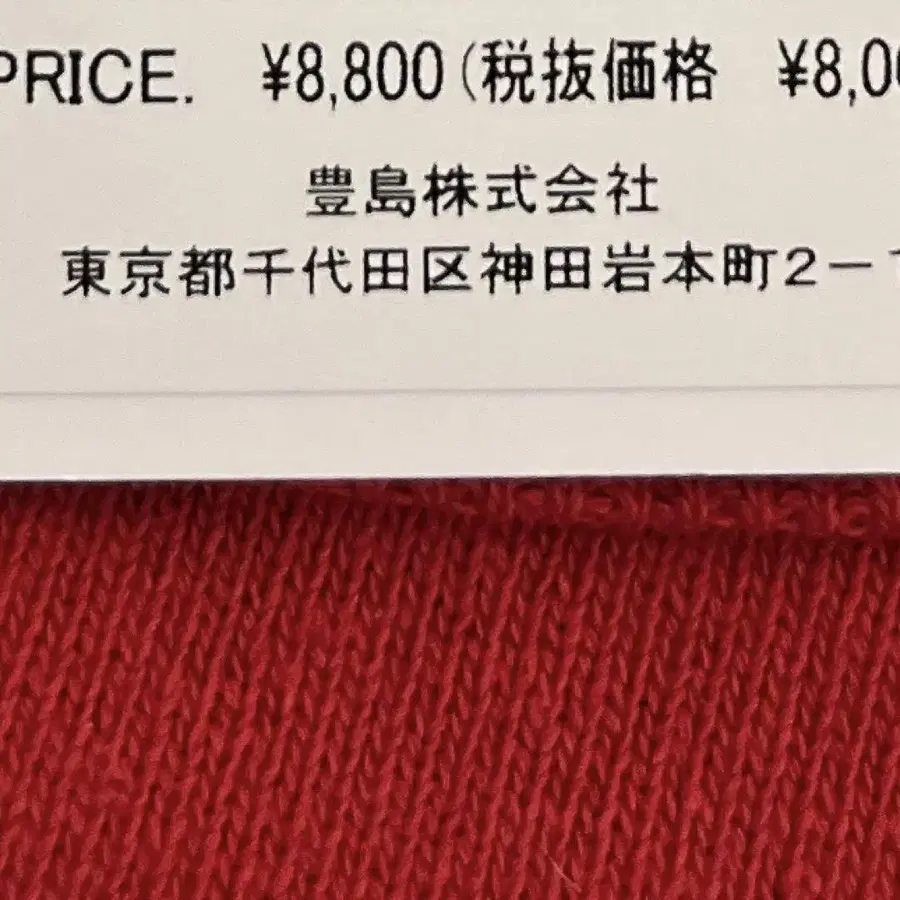 PRICE. ¥8,800(税抜価格 ¥8,00
豊島株式会社
東京都千代田区神田岩本町2−